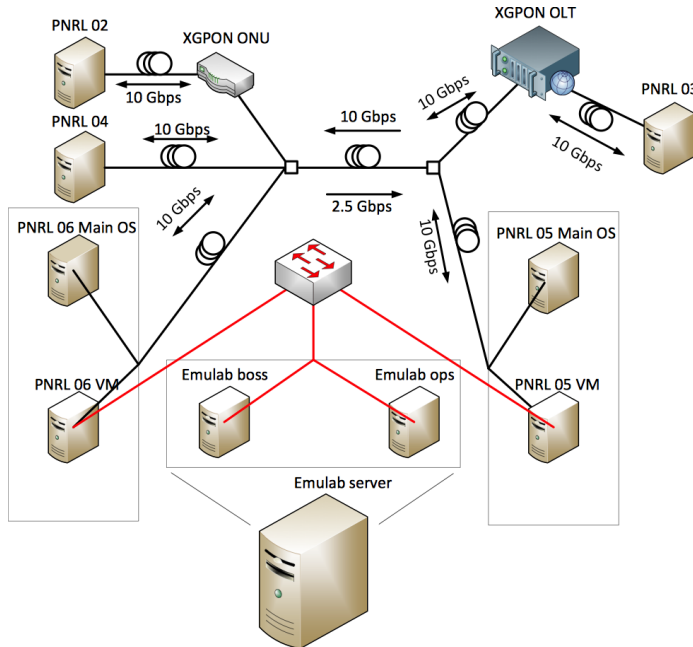 PNRL 02
XGPON ONU
XGPON OLT
10 Gbps
PNRL 03
10 Gbps
10 Gbps
PNRL 04
10 Gbps
10 Gbps
10 Gbps
2.5 Gbps
10 Gbps
PNRL 06 Main OS
PNRL 05 Main OS
PNRL 06 VM
Emulab boss
Emulab ops
PNRL 05 VM
Emulab server